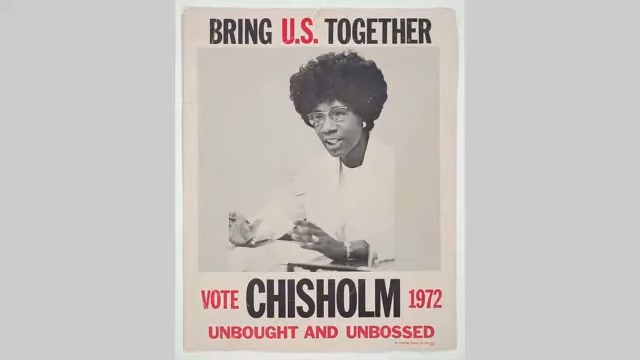 BRING U.S. TOGETHER
VOTE CHISHOLM 1972
UNBOUGHT AND UNBOSSED